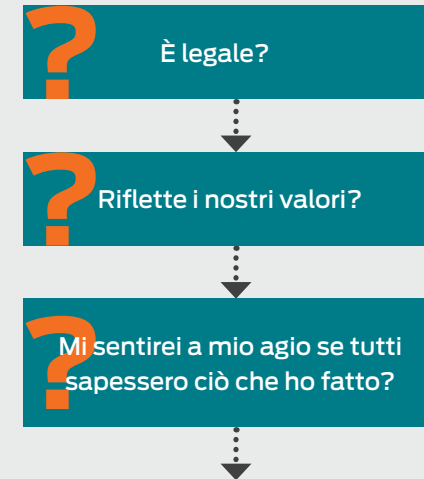 È legale?
Riflette i nostri valori?
Mi sentirei a mio agio se tutti
sapessero ciò che ho fatto?